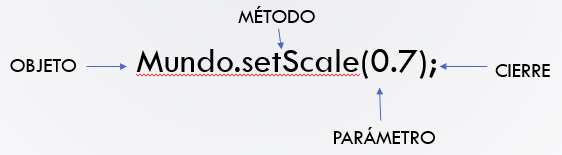 MÉTODO
OBJETO
Mundo.setScale(0.7);
CIERRE
PARÁMETRO